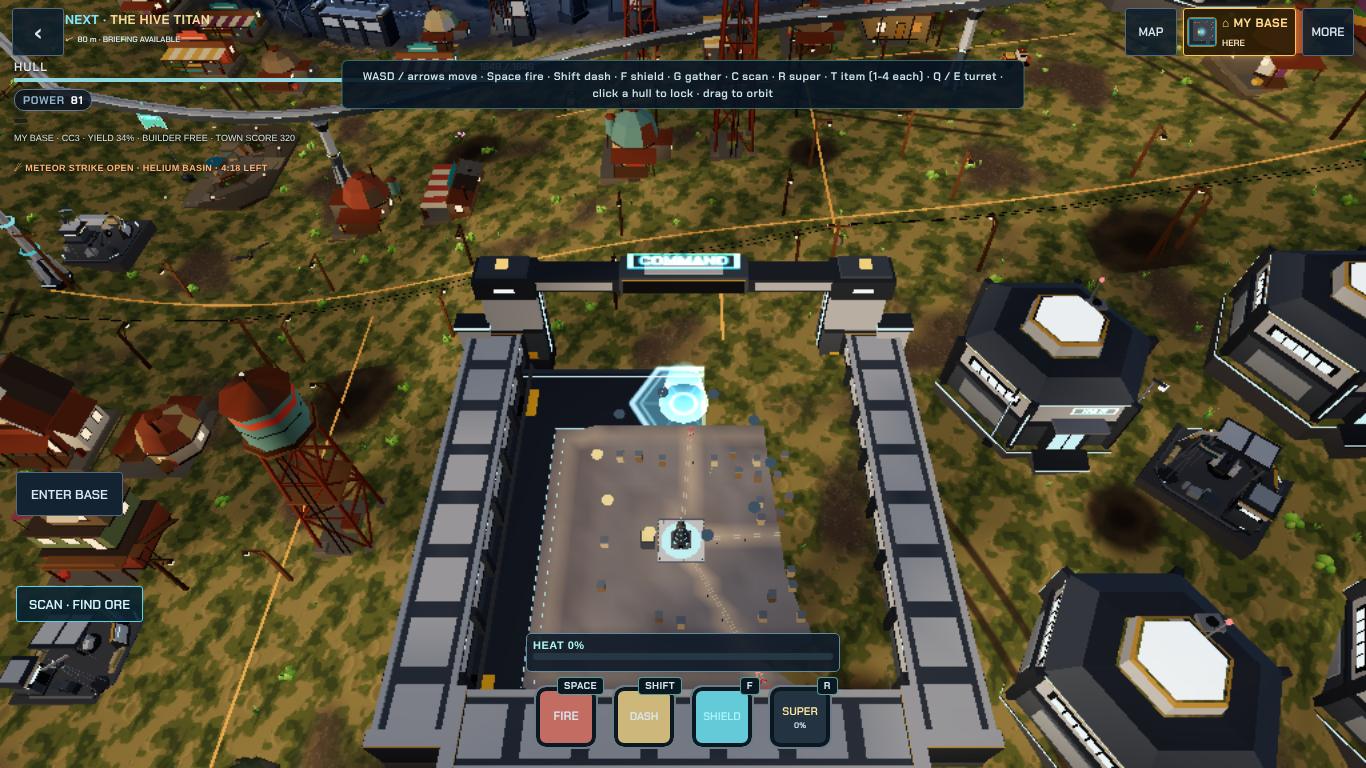 ‹
NEXT · THE HIVE TITAN
80 m · BRIEFING AVAILABLE
HULL
POWER 81
MY BASE · CC3 · YIELD 34% · BUILDER FREE · TOWN SCORE 320
METEOR STRIKE OPEN · HELIUM BASIN · 4:18 LEFT
WASD / arrows move · Space fire · Shift dash · F shield · G gather · C scan · R super · T item (1-4 each) · Q / E turret ·
click a hull to lock · drag to orbit
MAP
⌂ MY BASE
HERE
MORE
COMMAND
ENTER BASE
SCAN · FIND ORE
HEAT 0%
SPACE
FIRE
SHIFT
DASH
F
SHIELD
R
SUPER
0%